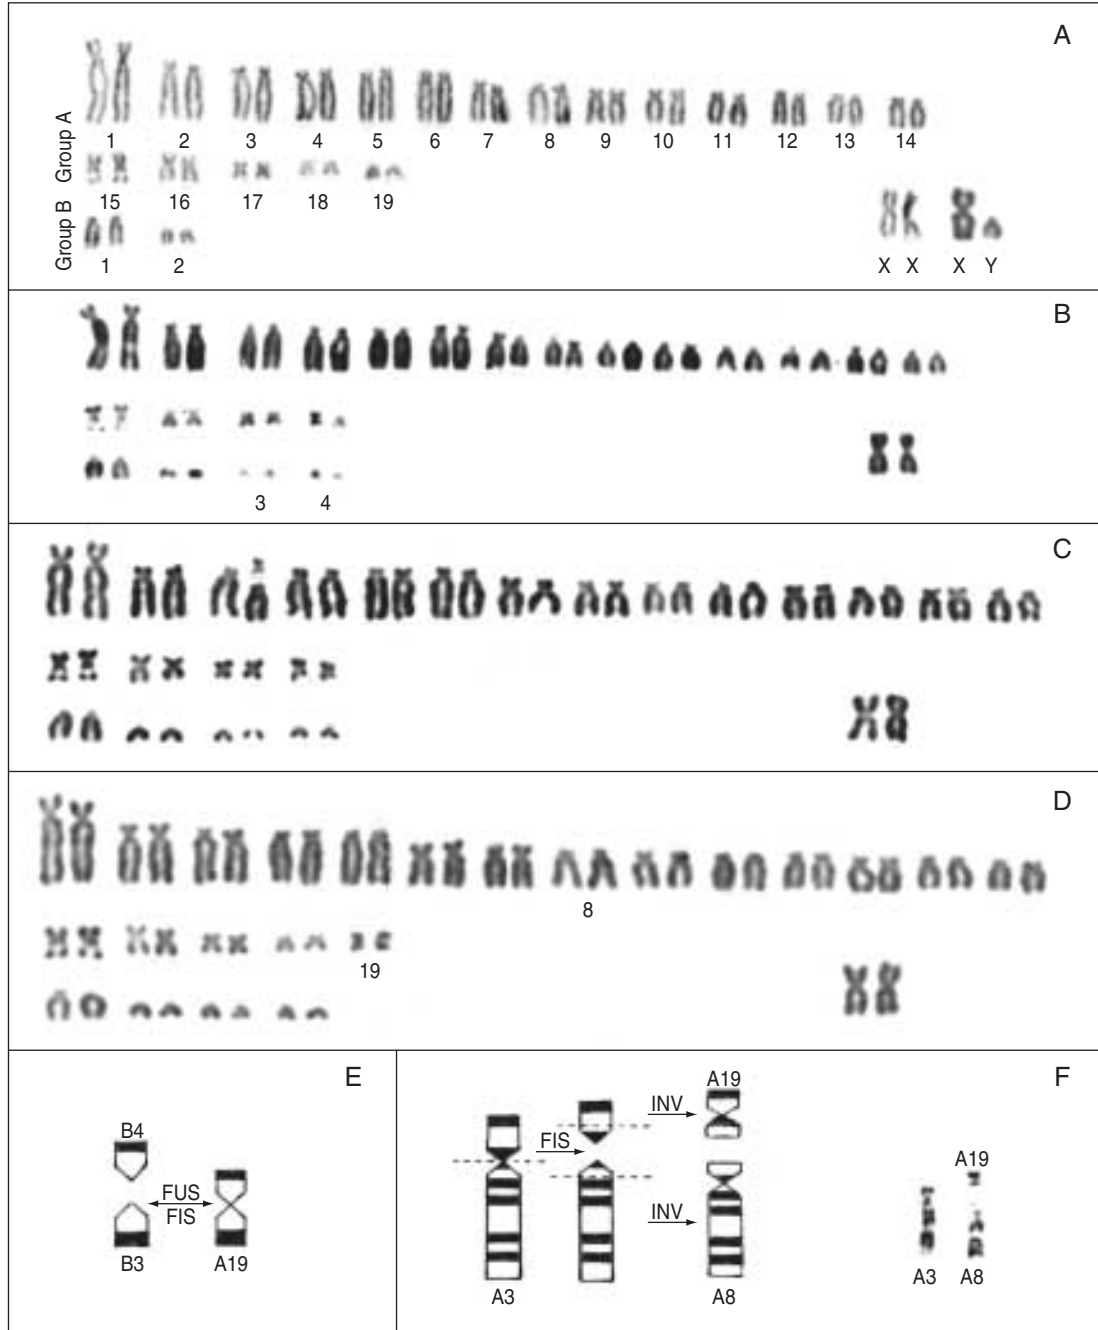 A
Group A
1 2 3 4 5 6 7 8 9 10 11 12 13 14
15 16 17 18 19
Group B
1 2
X X X Y
B
3 4
C
D
8
19
E
B4
FUS
FIS
B3 A19
F
A19
INV
FIS
INV
A3 A8
A19
A3 A8